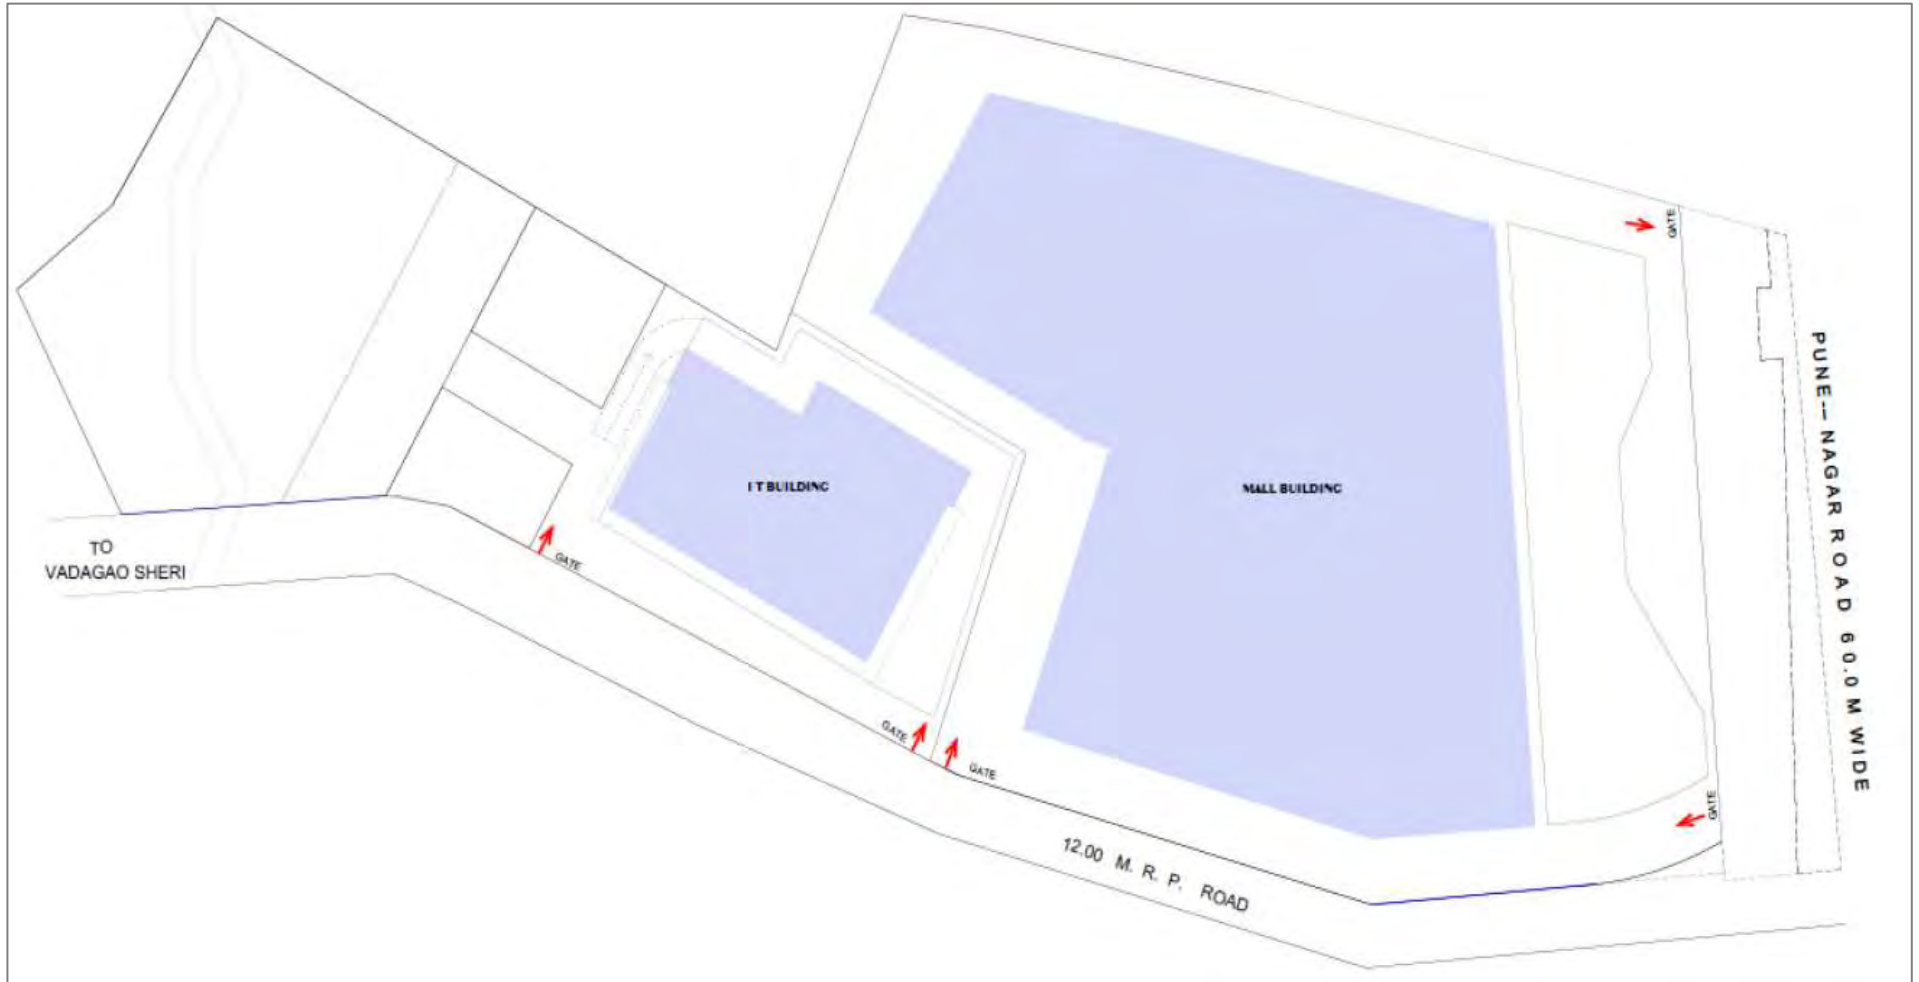 GATE
PUNE--NAGAR ROAD 60.0 M WIDE
I T BUILDING
MALL BUILDING
TO
VADAGAO SHERI
GATE
GATE
GATE
GATE
12.00 M. R. P. ROAD